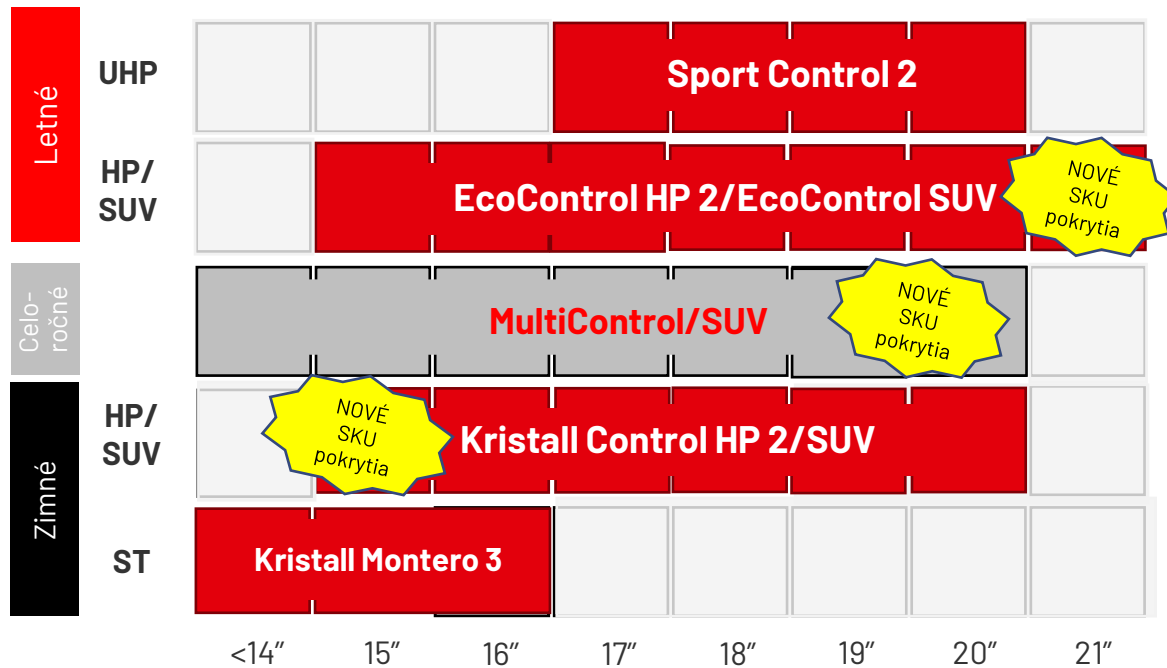 Letné
UHP
Sport Control 2
HP/
SUV
EcoControl HP 2/EcoControl SUV
NOVÉ
SKU
pokrytia
Celo-
ročné
MultiControl/SUV
NOVÉ
SKU
pokrytia
Zimné
HP/
SUV
NOVÉ
SKU
pokrytia
Kristall Control HP 2/SUV
ST
Kristall Montero 3
<14” 15” 16” 17” 18” 19” 20” 21”